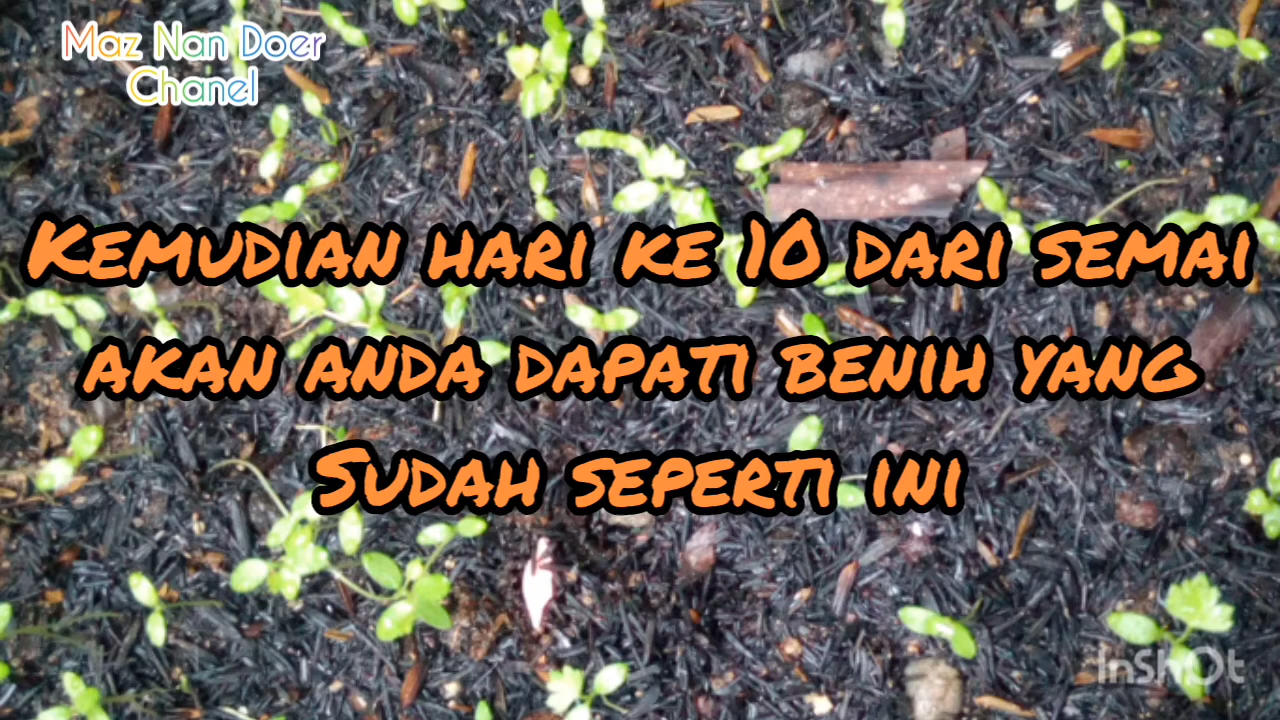 Maz Nan Doer
Chanel
Kemudian hari ke 10 dari semai
akan anda dapati benih yang
Sudah seperti ini
InShOt